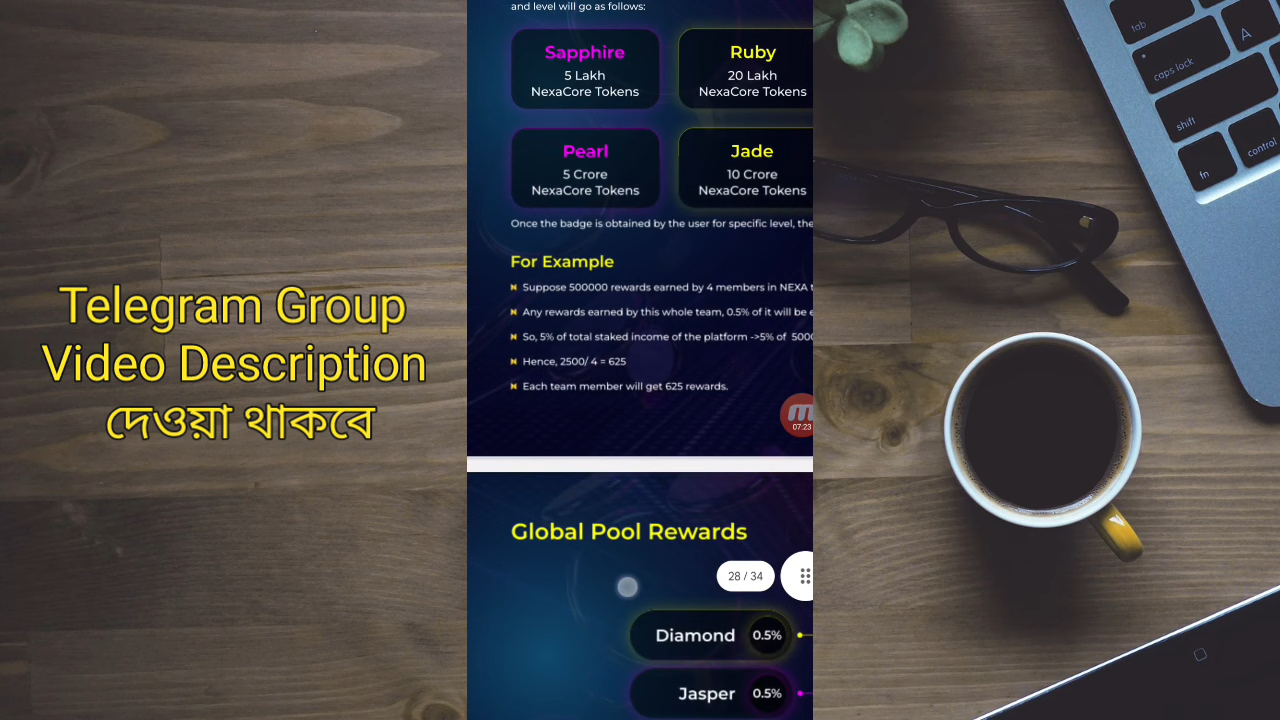 Telegram Group
Video Description
দেওয়া থাকবে
and level will go as follows:
Sapphire
5 Lakh
NexaCore Tokens
Ruby
20 Lakh
NexaCore Tokens
Pearl
5 Crore
NexaCore Tokens
Jade
10 Crore
NexaCore Tokens
Once the badge is obtained by the user for specific level, the
For Example
Suppose 500000 rewards earned by 4 members in NEXA
Any rewards earned by this whole team, 0.5% of it will be
So, 5% of total staked income of the platform ->5% of 500
Hence, 2500/ 4 = 625
Each team member will get 625 rewards.
07:23
Global Pool Rewards
28 / 34
Diamond 0.5%
Jasper 0.5%
tab
A
caps lock
shift
fn
control